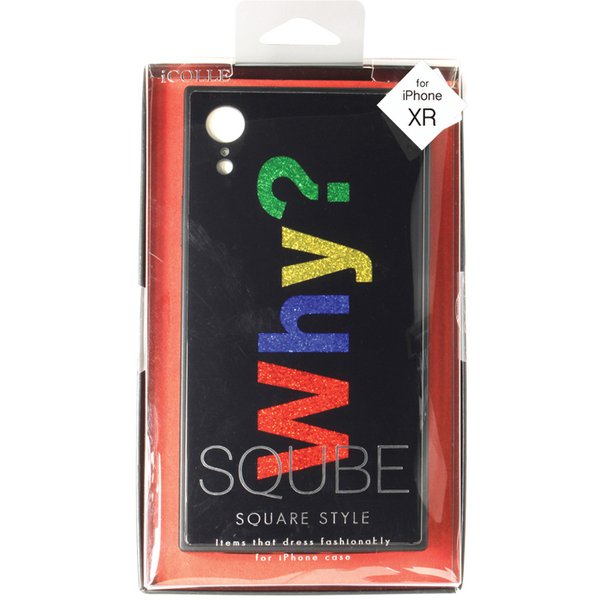 iCOLLE
for
iPhone
XR
Why?
SQUBE
SQUARE STYLE
Items that dress fashionably
for iPhone case